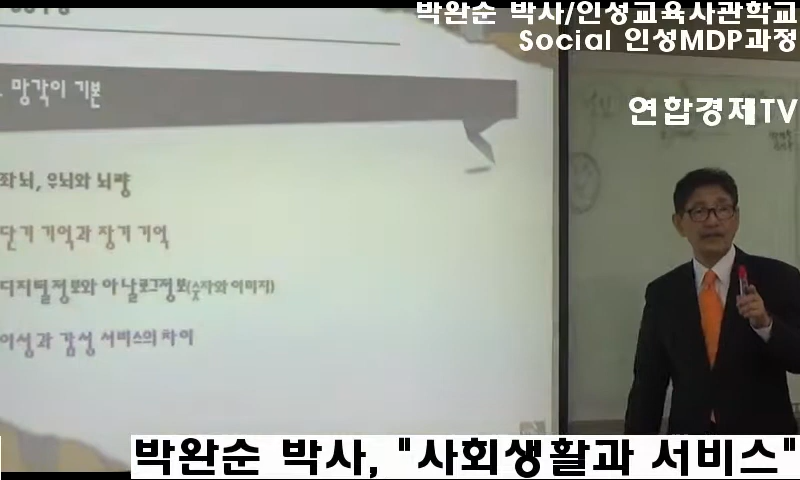 박완순 박사/인성교육사관학교
Social 인성MDP과정
연합경제TV
망각이 기본
좌뇌, 우뇌와 뇌량
단기 기억과 장기 기억
디지털정보와 아날로그정보(숫자와 이미지)
이성과 감성 서비스의 차이
박완순 박사, "사회생활과 서비스"